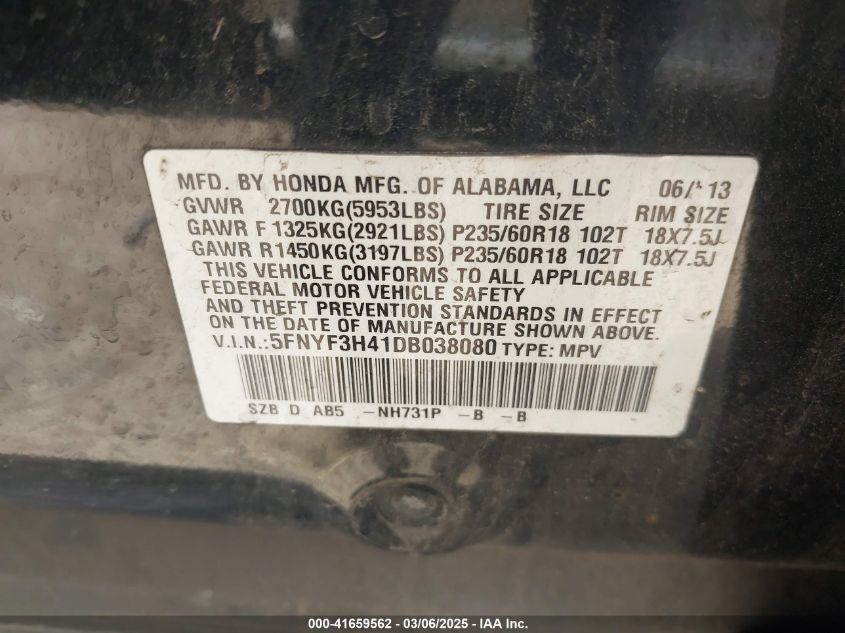 MFD. BY HONDA MFG. OF ALABAMA, LLC 06/13
GVWR 2700KG(5953LBS) TIRE SIZE RIM SIZE
GAWR F 1325KG(2921LBS) P235/60R18 102T 18X7.5J
GAWR R1450KG(3197LBS) P235/60R18 102T 18X7.5J
THIS VEHICLE CONFORMS TO ALL APPLICABLE
FEDERAL MOTOR VEHICLE SAFETY
AND THEFT PREVENTION STANDARDS IN EFFECT
ON THE DATE OF MANUFACTURE SHOWN ABOVE.
V.I.N.:5FNYF3H41DB038080 TYPE: MPV
SZB D AB5 -NH731P -B -B
000-41659562 - 03/06/2025 - IAA Inc.